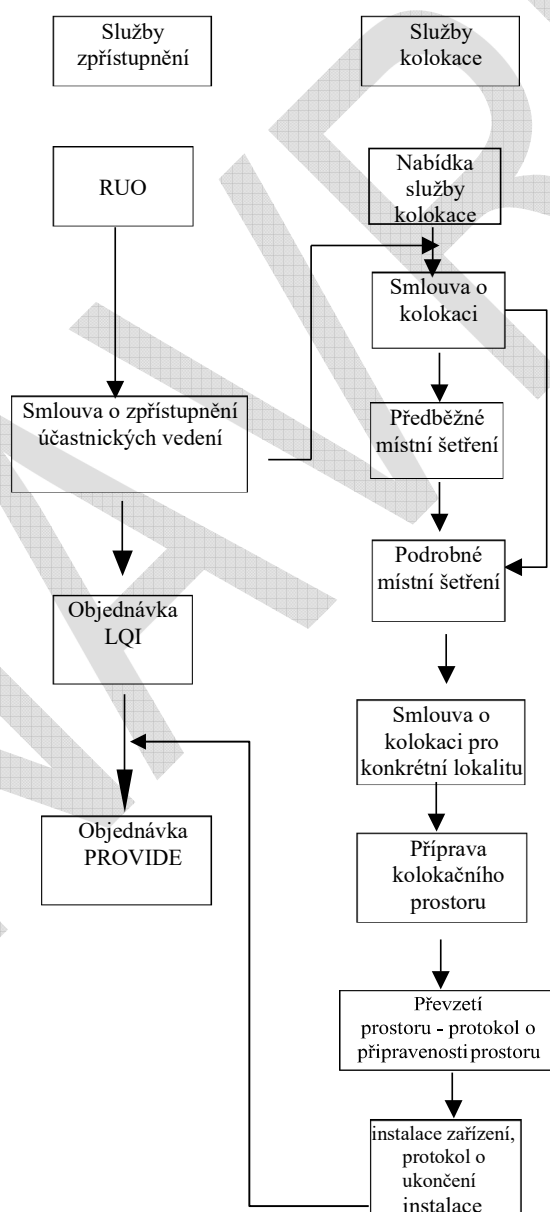 Služby
zpřístupnění
Služby
kolokace
RUO
Nabídka
služby
kolokace
Smlouva o
kolokaci
Smlouva o zpřístupnění
účastnických vedení
Předběžné
místní šetření
Podrobné
místní šetření
Objednávka
LQI
Smlouva o
kolokaci pro
konkrétní lokalitu
Objednávka
PROVIDE
Příprava
kolokačního
prostoru
Převzetí
prostoru - protokol o
připravenosti prostoru
instalace zařízení,
protokol o
ukončení
instalace